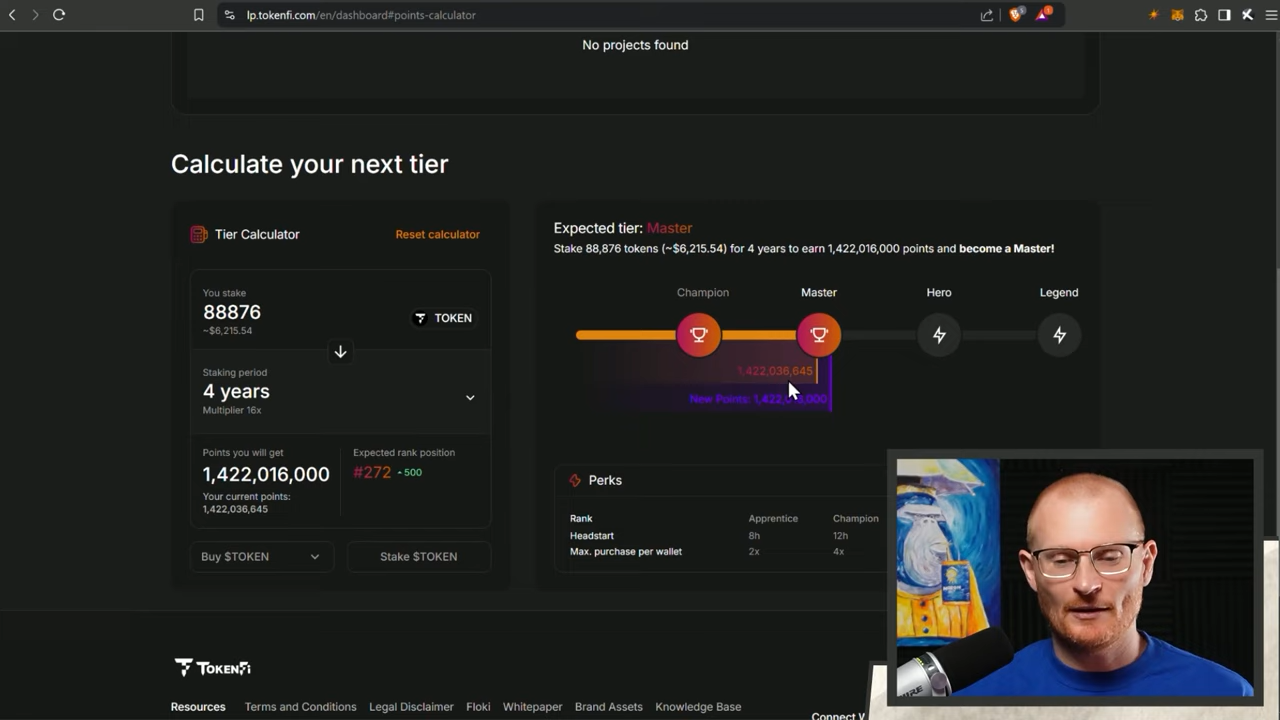 lp.tokenfi.com/en/dashboard#points-calculator
No projects found
Calculate your next tier
Tier Calculator
Reset calculator
You stake
88876
~$6,215.54
TOKEN
Staking period
4 years
Multiplier 16x
Points you will get
1,422,016,000
Your current points:
1,422,036,645
Expected rank position
#272
500
Buy $TOKEN
Stake $TOKEN
Expected tier: Master
Stake 88,876 tokens (~$6,215.54) for 4 years to earn 1,422,016,000 points and become a Master!
Champion
Master
Hero
Legend
1,422,036,645
New Points:
Perks
Rank Apprentice Champion
Headstart 8h 12h
Max. purchase per wallet 2x 4x
TOKENFI
Resources Terms and Conditions Legal Disclaimer Floki Whitepaper Brand Assets Knowledge Base
Connect